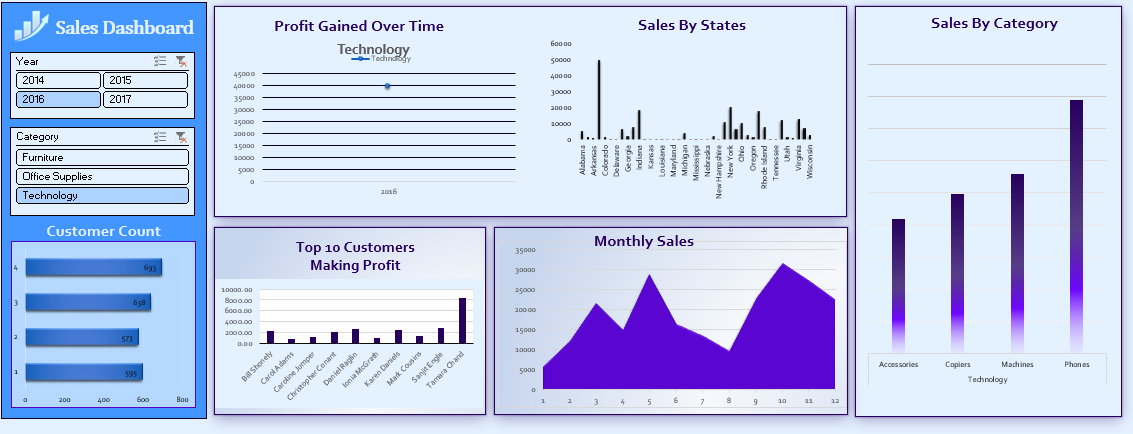 Sales Dashboard
Year
2014
2015
2016
2017
Category
Furniture
Office Supplies
Technology
Customer Count
4
693
3
638
2
573
1
595
0
200
400
600
800
Profit Gained Over Time
Technology
Technology
45000
40000
35000
30000
25000
20000
15000
10000
5000
0
2016
Sales By States
60000
50000
40000
30000
20000
10000
0
Alabama
Arkansas
Colorado
Delaware
Georgia
Indiana
Kansas
Louisiana
Maryland
Michigan
Mississippi
Nebraska
New Hampshire
New York
Ohio
Oregon
Rhode Island
Tennessee
Utah
Virginia
Wisconsin
Top 10 Customers
Making Profit
10000.00
8000.00
6000.00
4000.00
2000.00
0.00
Bill Shonely
Carol Adams
Caroline Jumper
Christopher Conant
Daniel Raglin
Ionia McGrath
Karen Daniels
Mark Cousins
Sanjit Engle
Tamara Chand
Monthly Sales
35000
30000
25000
20000
15000
10000
5000
0
1
2
3
4
5
6
7
8
9
10
11
12
Sales By Category
Accessories
Copiers
Machines
Phones
Technology